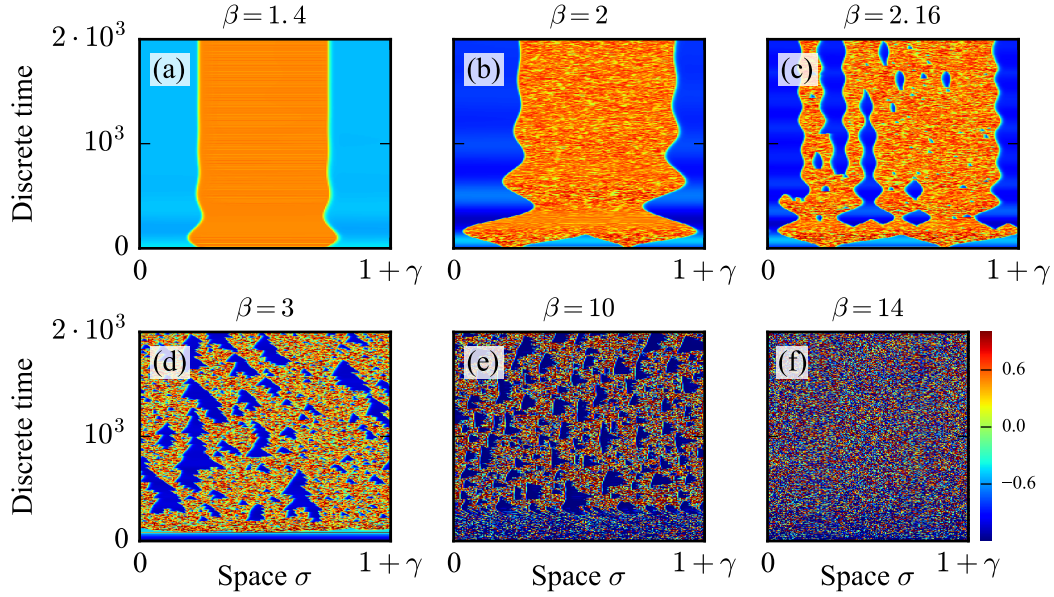 β = 1.4
β = 2
β = 2.16
2 · 10³
10³
0
Discrete time
(a)
(b)
(c)
0
1 + γ
0
1 + γ
0
1 + γ
β = 3
β = 10
β = 14
2 · 10³
10³
0
Discrete time
(d)
(e)
(f)
0.6
0.0
−0.6
0
Space σ
1 + γ
0
Space σ
1 + γ
0
Space σ
1 + γ